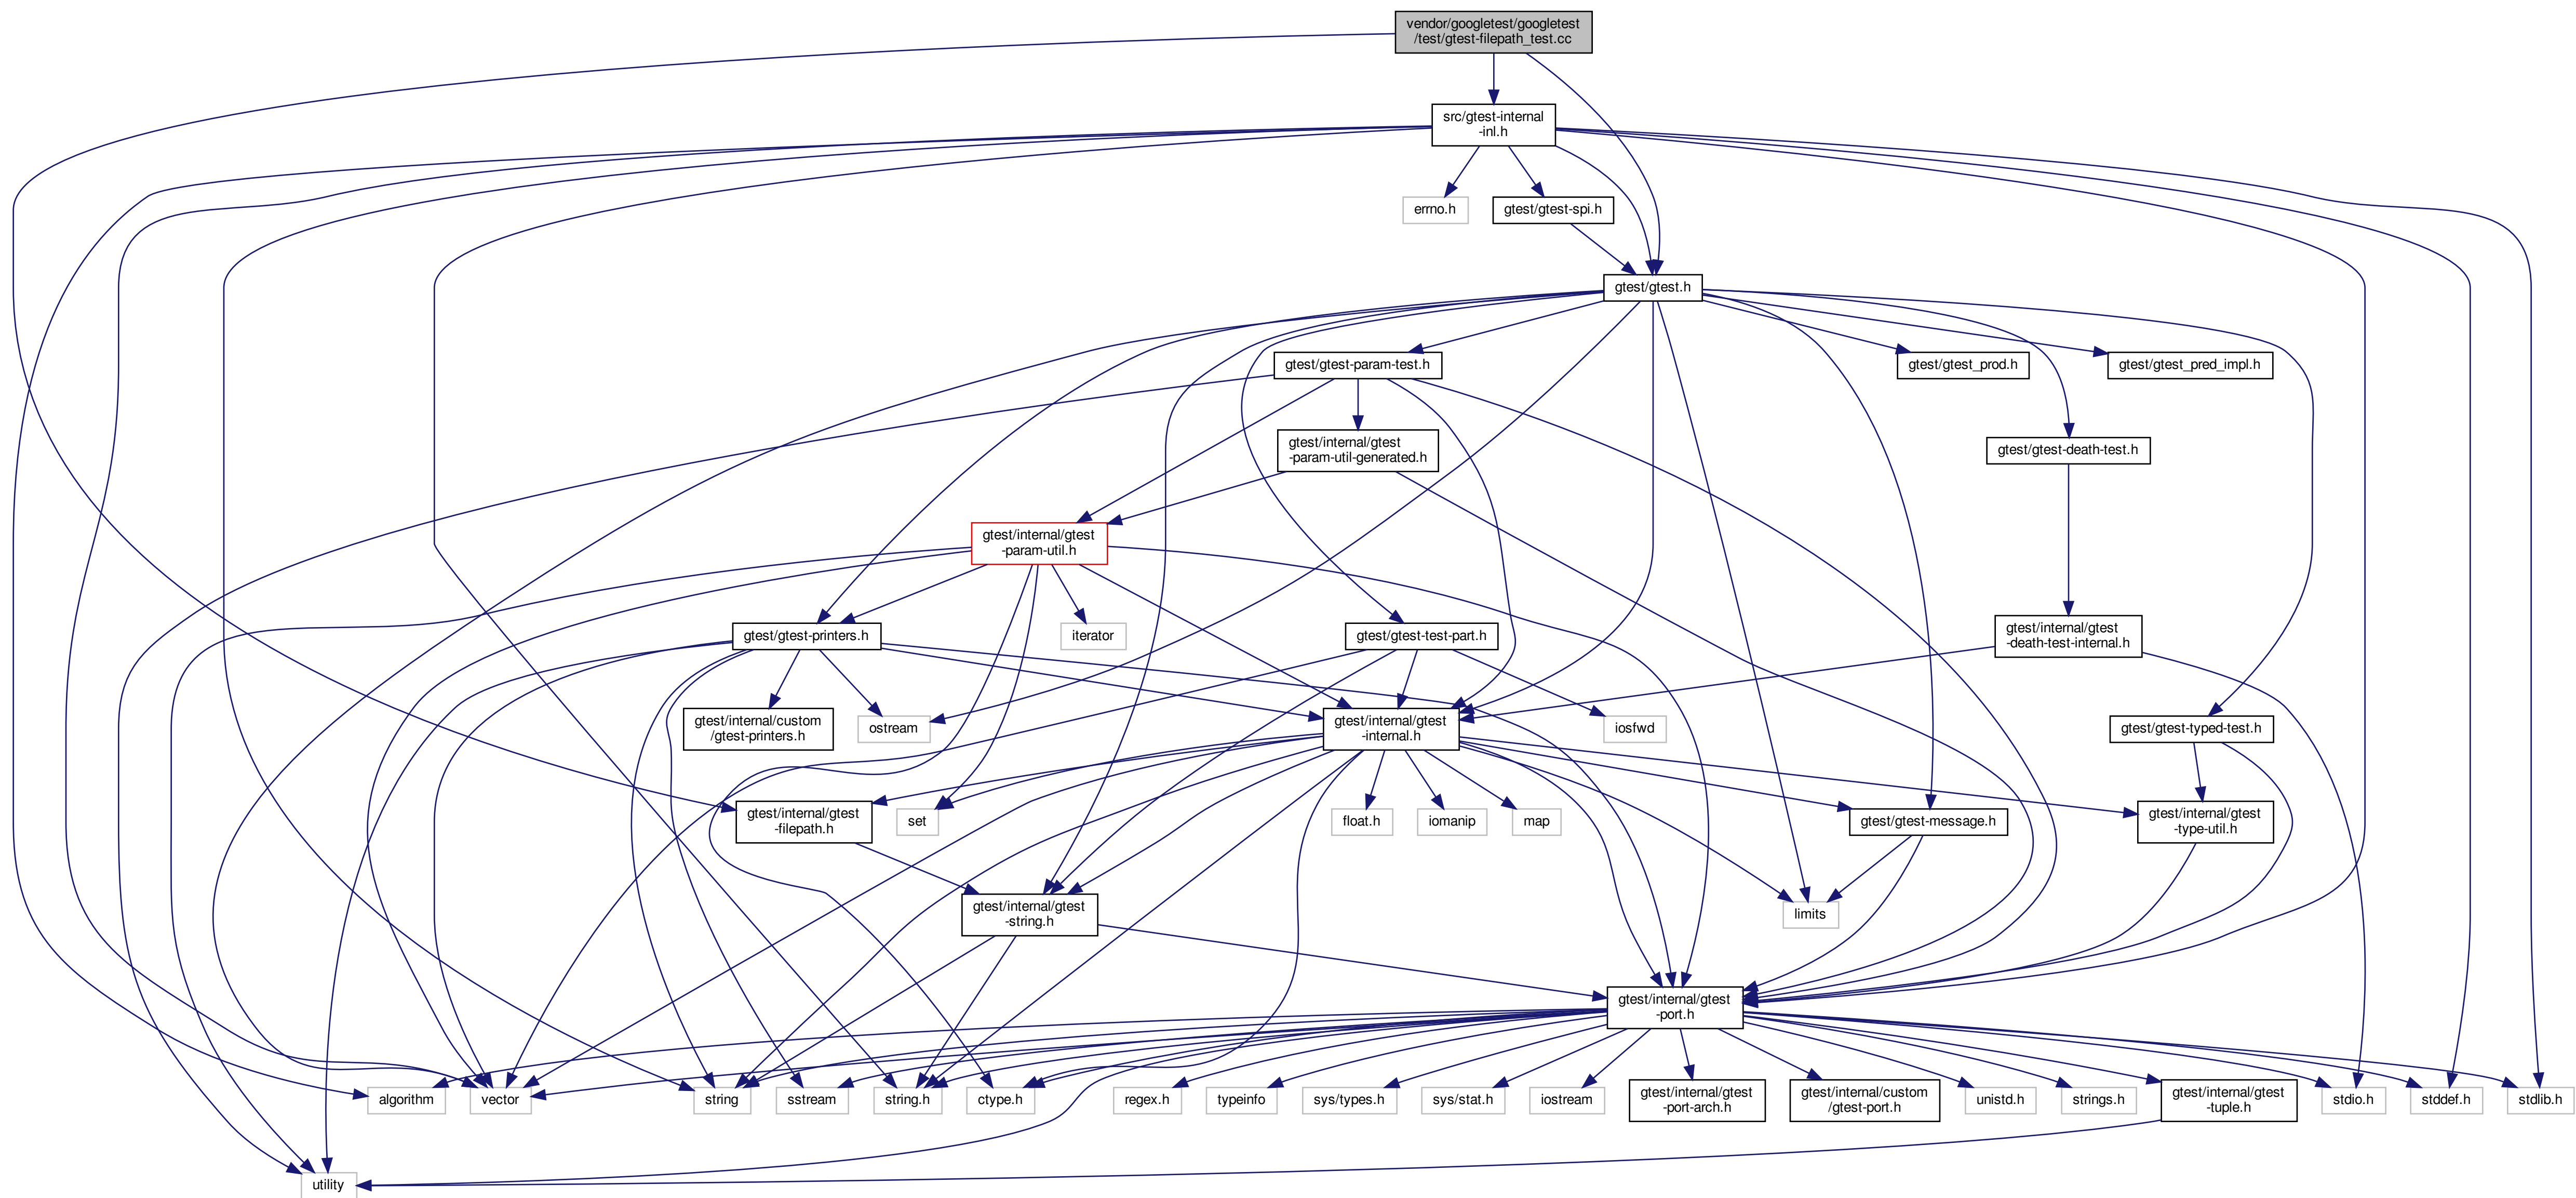 vendor/googletest/googletest
/test/gtest-filepath_test.cc
src/gtest-internal
-inl.h
errno.h
gtest/gtest-spi.h
gtest/gtest.h
gtest/gtest-param-test.h
gtest/gtest_prod.h
gtest/gtest_pred_impl.h
gtest/internal/gtest
-param-util-generated.h
gtest/gtest-death-test.h
gtest/internal/gtest
-param-util.h
gtest/gtest-printers.h
iterator
gtest/gtest-test-part.h
gtest/internal/gtest
-death-test-internal.h
gtest/internal/custom
/gtest-printers.h
ostream
gtest/internal/gtest
-internal.h
iosfwd
gtest/gtest-typed-test.h
gtest/internal/gtest
-filepath.h
set
float.h
iomanip
map
gtest/gtest-message.h
gtest/internal/gtest
-type-util.h
gtest/internal/gtest
-string.h
limits
gtest/internal/gtest
-port.h
algorithm
vector
string
sstream
string.h
ctype.h
regex.h
typeinfo
sys/types.h
sys/stat.h
iostream
gtest/internal/gtest
-port-arch.h
gtest/internal/custom
/gtest-port.h
unistd.h
strings.h
gtest/internal/gtest
-tuple.h
stdio.h
stddef.h
stdlib.h
utility